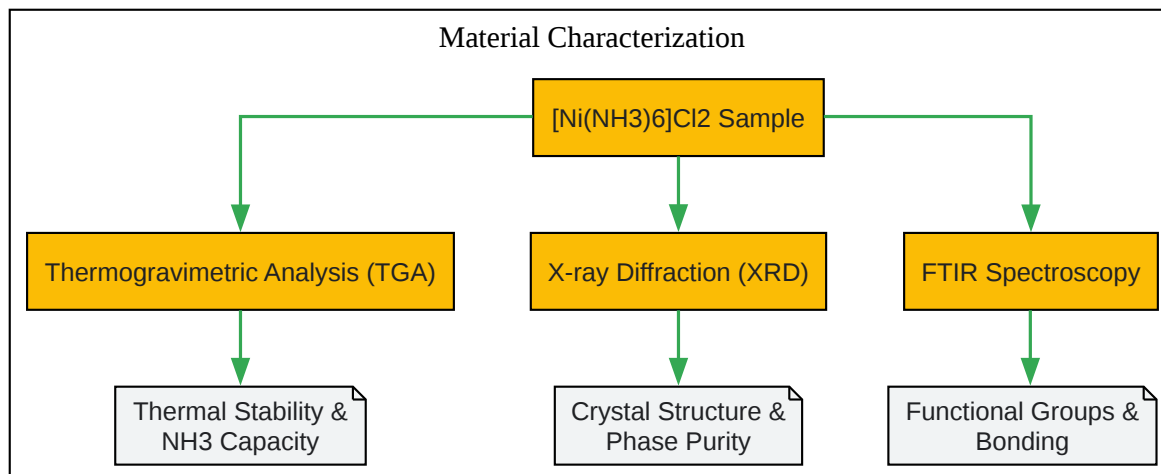 Material Characterization
[Ni(NH3)6]Cl2 Sample
Thermogravimetric Analysis (TGA)
X-ray Diffraction (XRD)
FTIR Spectroscopy
Thermal Stability &
NH3 Capacity
Crystal Structure &
Phase Purity
Functional Groups &
Bonding